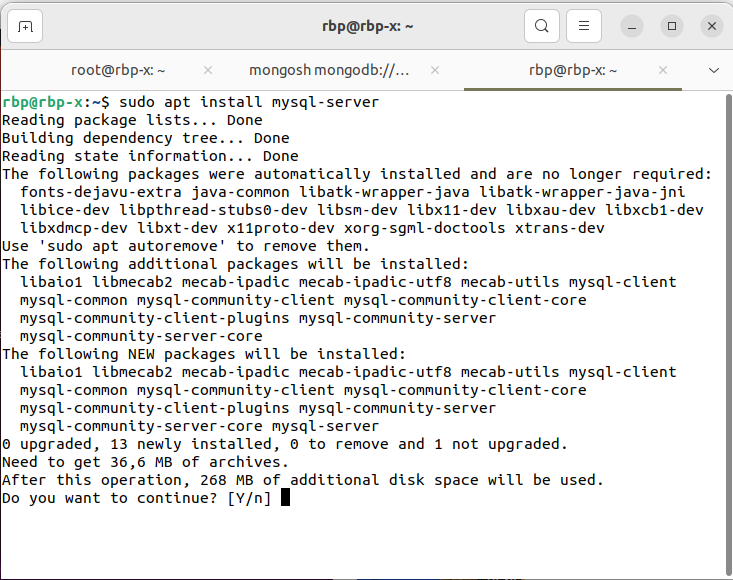 rbp@rbp-x: ~
root@rbp-x: ~
mongosh mongodb://...
rbp@rbp-x: ~
rbp@rbp-x:~$ sudo apt install mysql-server
Reading package lists... Done
Building dependency tree... Done
Reading state information... Done
The following packages were automatically installed and are no longer required:
  fonts-dejavu-extra java-common libatk-wrapper-java libatk-wrapper-java-jni
  libice-dev libpthread-stubs0-dev libsm-dev libx11-dev libxau-dev libxcb1-dev
  libxdmcp-dev libxt-dev x11proto-dev xorg-sgml-doctools xtrans-dev
Use 'sudo apt autoremove' to remove them.
The following additional packages will be installed:
  libaio1 libmecab2 mecab-ipadic mecab-ipadic-utf8 mecab-utils mysql-client
  mysql-common mysql-community-client mysql-community-client-core
  mysql-community-client-plugins mysql-community-server
  mysql-community-server-core
The following NEW packages will be installed:
  libaio1 libmecab2 mecab-ipadic mecab-ipadic-utf8 mecab-utils mysql-client
  mysql-common mysql-community-client mysql-community-client-core
  mysql-community-client-plugins mysql-community-server
  mysql-community-server-core mysql-server
0 upgraded, 13 newly installed, 0 to remove and 1 not upgraded.
Need to get 36,6 MB of archives.
After this operation, 268 MB of additional disk space will be used.
Do you want to continue? [Y/n]